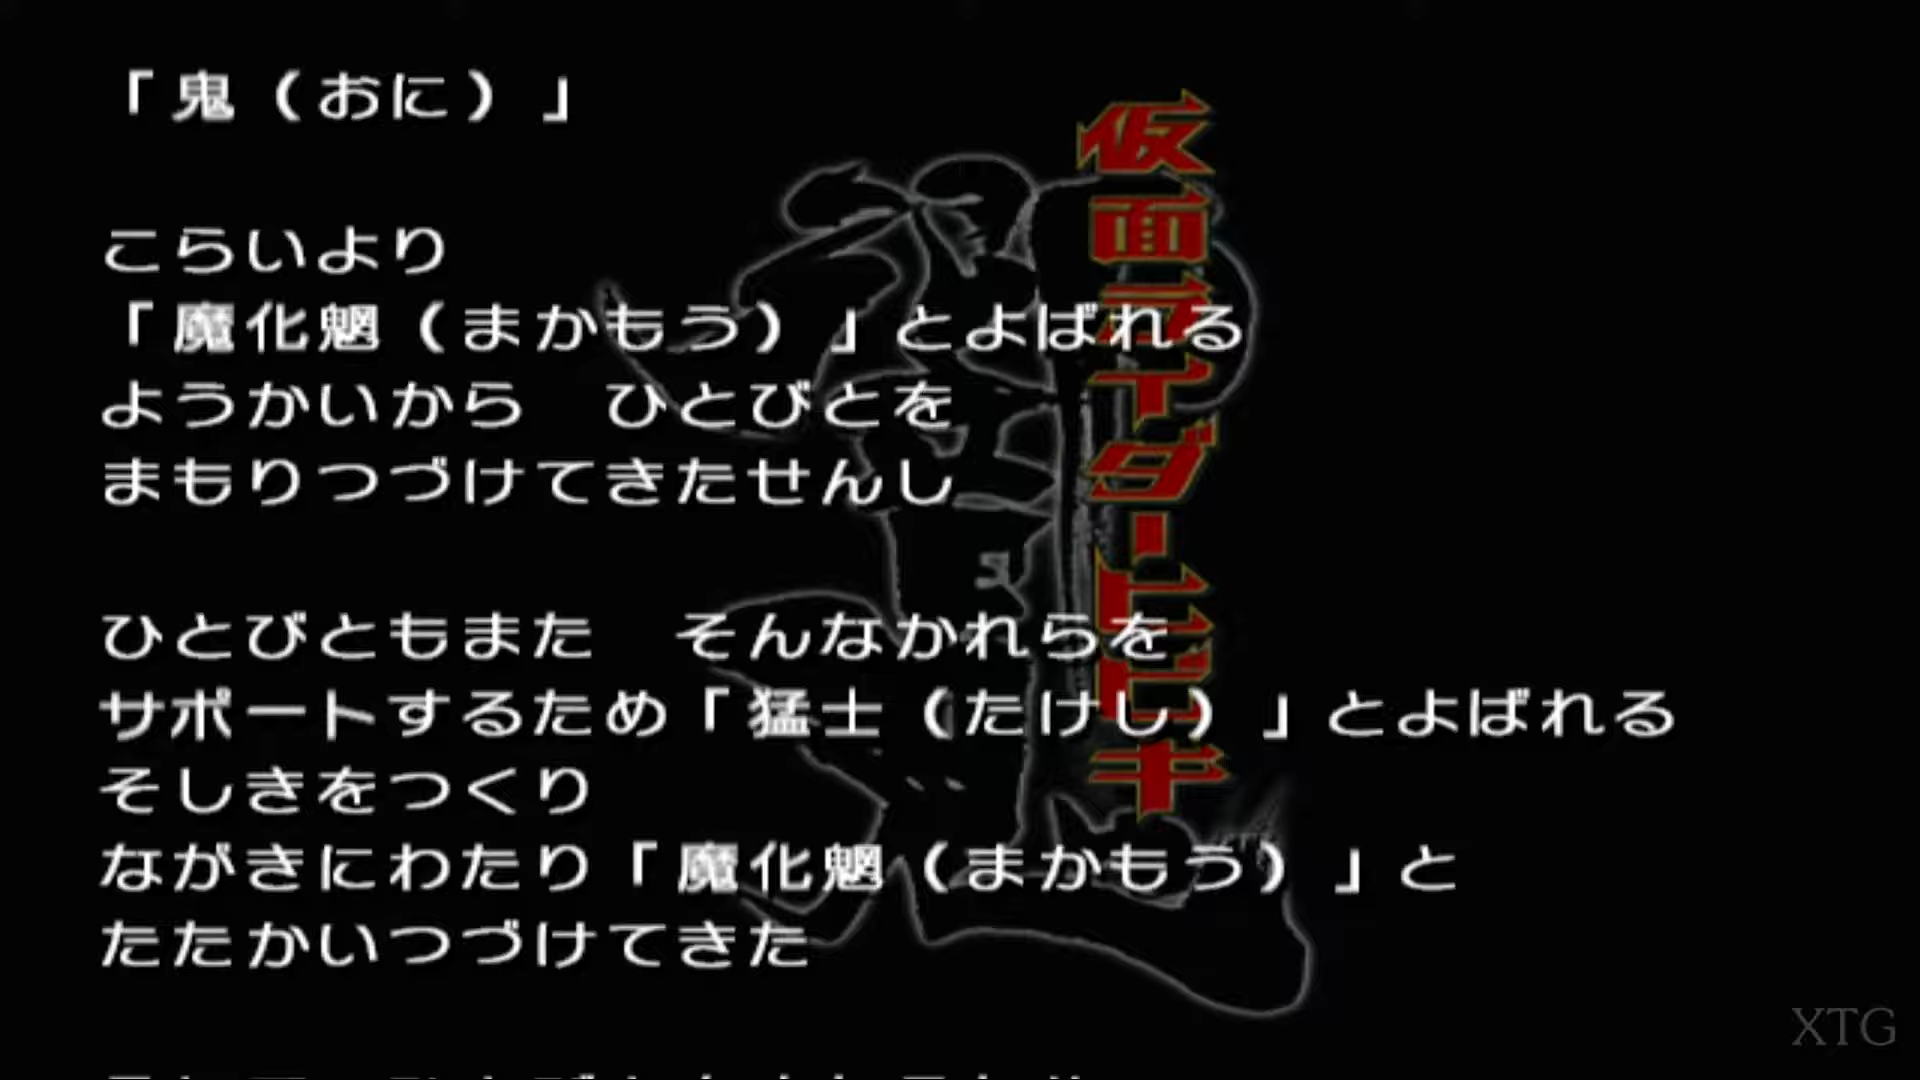 「鬼（おに）」
こらいより
「魔化魍（まかもう）」とよばれる
ようかいから　ひとびとを
まもりつづけてきたせんし
ひとびともまた　そんなかれらを
サポートするため「猛士（たけし）」とよばれる
そしきをつくり
ながきにわたり「魔化魍（まかもう）」と
たたかいつづけてきた
仮面ライダーヒビキ
XTG